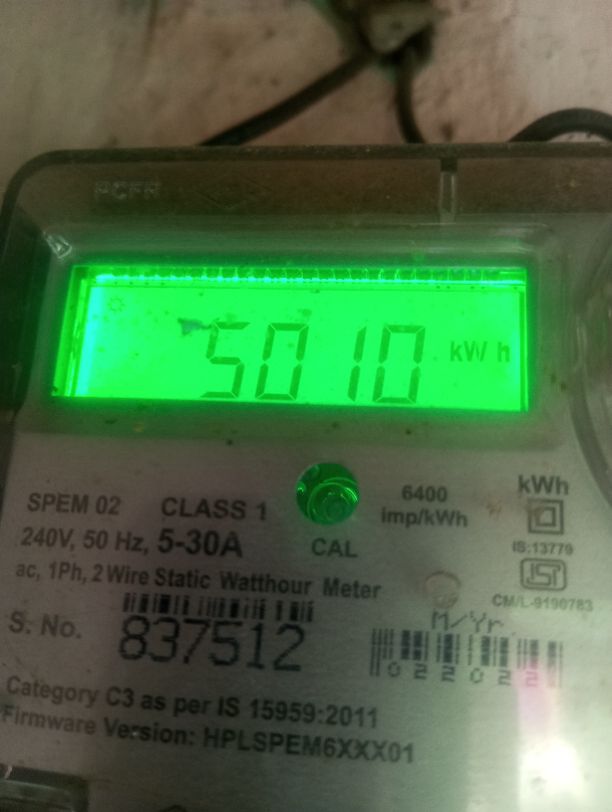 PCFR
5010 kWh
SPEM 02 CLASS 1
6400
imp/kWh
kWh
240V, 50 Hz, 5-30A
CAL
IS:13779
ac, 1Ph, 2 Wire Static Watthour Meter
CM/L-9190783
S. No. 837512
M/Yr.
Category C3 as per IS 15959:2011
Firmware Version: HPLSPEM6XXX01